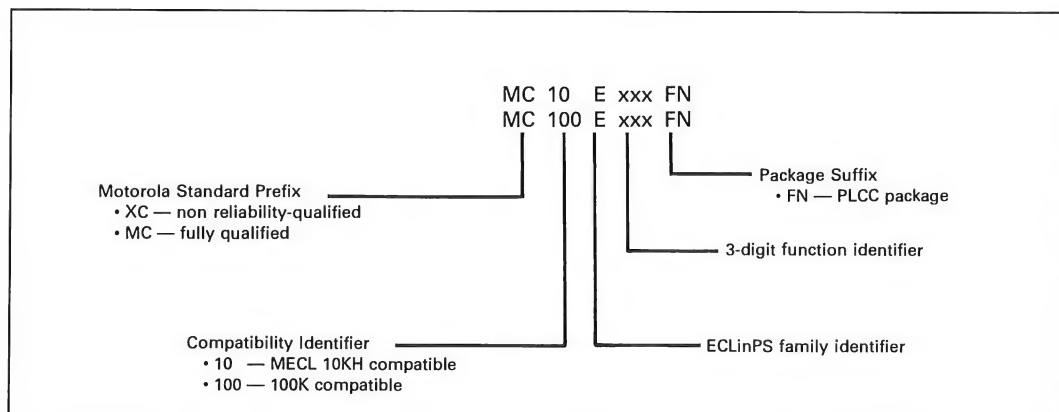 MC 10 E xxx FN
MC 100 E xxx FN
Motorola Standard Prefix
• XC — non reliability-qualified
• MC — fully qualified
Package Suffix
• FN — PLCC package
3-digit function identifier
Compatibility Identifier
• 10 — MECL 10KH compatible
• 100 — 100K compatible
ECLinPS family identifier